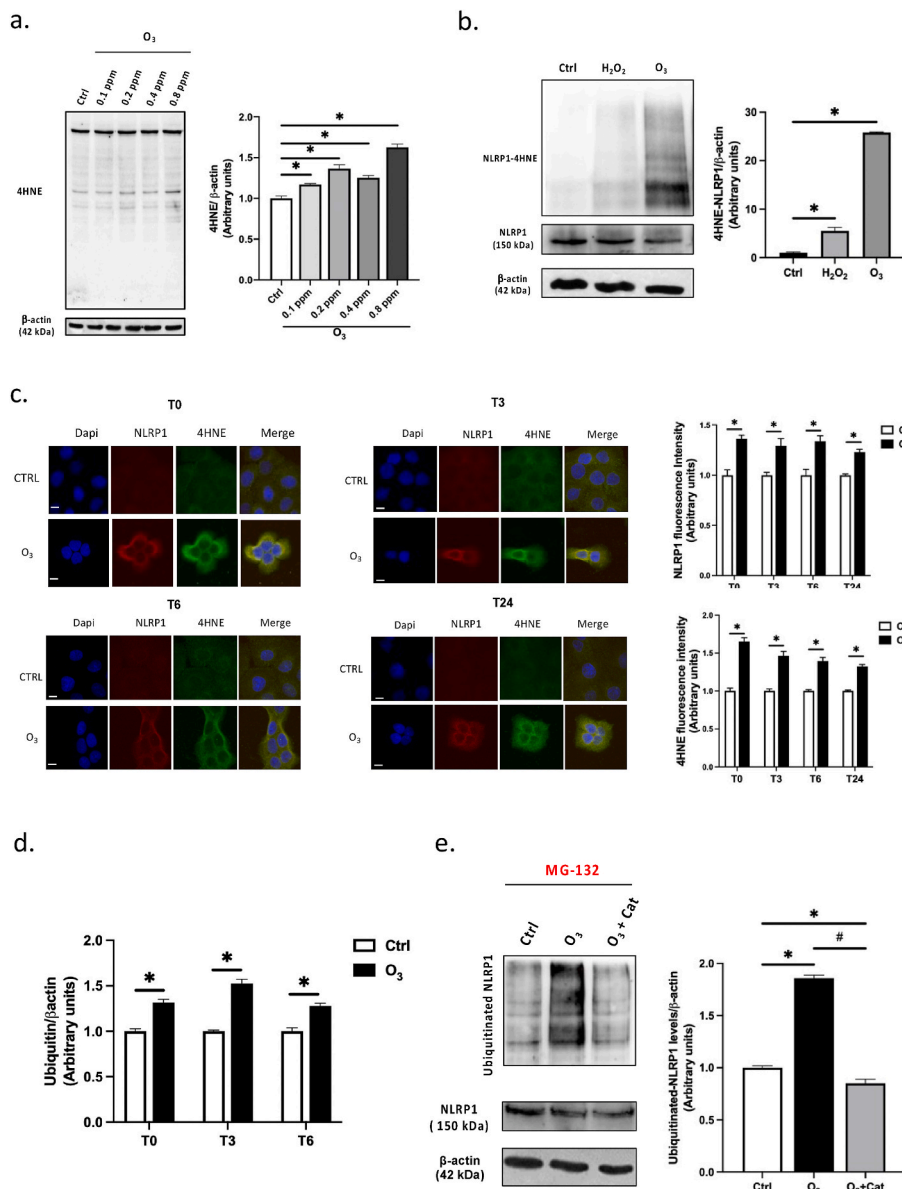 a.
O3
Ctrl
0.1 ppm
0.2 ppm
0.4 ppm
0.8 ppm
4HNE
β-actin
(42 kDa)
4HNE/ β-actin
(Arbitrary units)
2.0
1.5
1.0
0.5
0.0
*
*
*
*
Ctrl
0.1 ppm
0.2 ppm
0.4 ppm
0.8 ppm
O3
b.
Ctrl H2O2 O3
NLRP1-4HNE
NLRP1
(150 kDa)
β-actin
(42 kDa)
4HNE-NLRP1/β-actin
(Arbitrary units)
30
20
10
0
*
*
Ctrl H2O2 O3
c.
T0
Dapi NLRP1 4HNE Merge
CTRL
O3
T3
Dapi NLRP1 4HNE Merge
CTRL
O3
T6
Dapi NLRP1 4HNE Merge
CTRL
O3
T24
Dapi NLRP1 4HNE Merge
CTRL
O3
NLRP1 fluorescence Intensity
(Arbitrary units)
1.5
1.0
0.5
0.0
* * * *
T0 T3 T6 T24
4HNE fluorescence intensity
(Arbitrary units)
2.0
1.5
1.0
0.5
0.0
* * * *
T0 T3 T6 T24
d.
Ubiquitin/βactin
(Arbitrary units)
2.0
1.5
1.0
0.5
0.0
* * *
T0 T3 T6
Ctrl
O3
e.
MG-132
Ctrl
O3
O3 + Cat
Ubiquitinated NLRP1
NLRP1
( 150 kDa)
β-actin
(42 kDa)
Ubiquitinated-NLRP1 levels/β-actin
(Arbitrary units)
2.0
1.5
1.0
0.5
0.0
*
* #
Ctrl